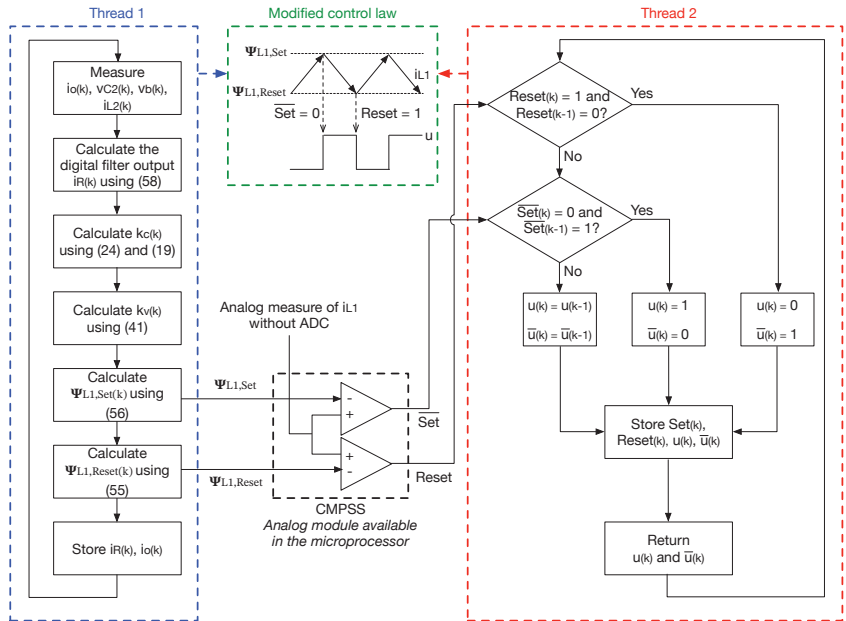 Thread 1
Measure
io(k), vC2(k), vb(k),
iL2(k)
Calculate the
digital filter output
iR(k) using (58)
Calculate kc(k)
using (24) and (19)
Calculate kv(k)
using (41)
Calculate
ΨL1,Set(k) using
(56)
Calculate
ΨL1,Reset(k) using
(55)
Store iR(k), io(k)
Modified control law
ΨL1,Set
ΨL1,Reset
iL1
S̅e̅t̅ = 0
Reset = 1
u
Analog measure of iL1
without ADC
ΨL1,Set
ΨL1,Reset
-
+
+
-
S̅e̅t̅
Reset
CMPSS
Analog module available
in the microprocessor
Thread 2
Reset(k) = 1 and
Reset(k-1) = 0?
Yes
No
S̅e̅t̅(k) = 0 and
S̅e̅t̅(k-1) = 1?
Yes
No
u(k) = u(k-1)
u̅(k) = u̅(k-1)
u(k) = 1
u̅(k) = 0
u(k) = 0
u̅(k) = 1
Store Set(k),
Reset(k), u(k), u̅(k)
Return
u(k) and u̅(k)